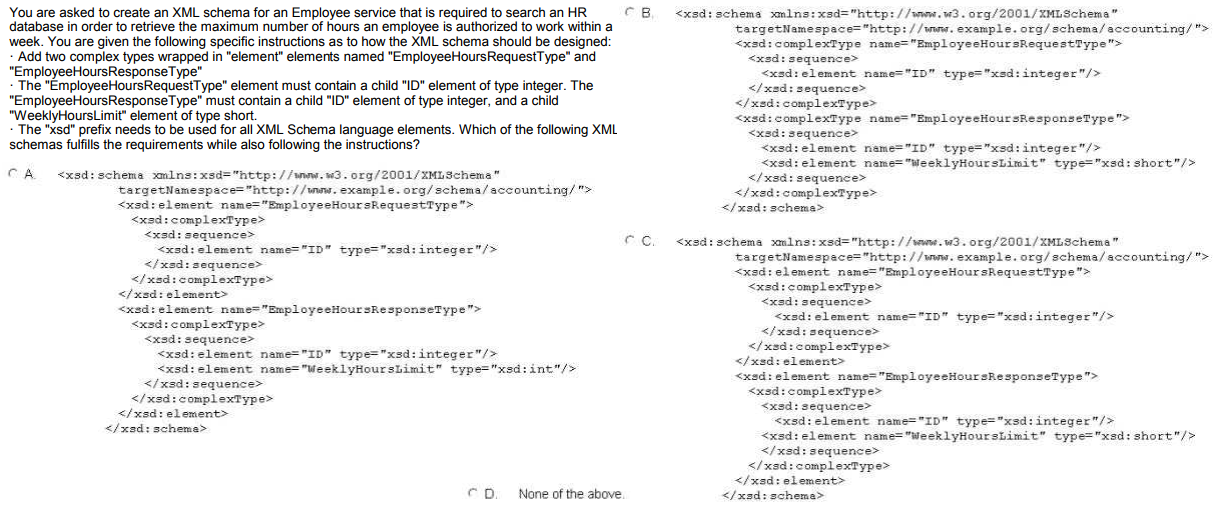 You are asked to create an XML schema for an Employee service that is required to search an HR
database in order to retrieve the maximum number of hours an employee is authorized to work within a
week. You are given the following specific instructions as to how the XML schema should be designed:
· Add two complex types wrapped in "element" elements named "EmployeeHoursRequestType" and
"EmployeeHoursResponseType"
· The "EmployeeHoursRequestType" element must contain a child "ID" element of type integer. The
"EmployeeHoursResponseType" must contain a child "ID" element of type integer, and a child
"WeeklyHoursLimit" element of type short.
· The "xsd" prefix needs to be used for all XML Schema language elements. Which of the following XML
schemas fulfills the requirements while also following the instructions?
A. <xsd:schema xmlns:xsd="http://www.w3.org/2001/XMLSchema"
targetNamespace="http://www.example.org/schema/accounting/">
<xsd:element name="EmployeeHoursRequestType">
<xsd:complexType>
<xsd:sequence>
<xsd:element name="ID" type="xsd:integer"/>
</xsd:sequence>
</xsd:complexType>
</xsd:element>
<xsd:element name="EmployeeHoursResponseType">
<xsd:complexType>
<xsd:sequence>
<xsd:element name="ID" type="xsd:integer"/>
<xsd:element name="WeeklyHoursLimit" type="xsd:int"/>
</xsd:sequence>
</xsd:complexType>
</xsd:element>
</xsd:schema>
B. <xsd:schema xmlns:xsd="http://www.w3.org/2001/XMLSchema"
targetNamespace="http://www.example.org/schema/accounting/">
<xsd:complexType name="EmployeeHoursRequestType">
<xsd:sequence>
<xsd:element name="ID" type="xsd:integer"/>
</xsd:sequence>
</xsd:complexType>
<xsd:complexType name="EmployeeHoursResponseType">
<xsd:sequence>
<xsd:element name="ID" type="xsd:integer"/>
<xsd:element name="WeeklyHoursLimit" type="xsd:short"/>
</xsd:sequence>
</xsd:complexType>
</xsd:schema>
C. <xsd:schema xmlns:xsd="http://www.w3.org/2001/XMLSchema"
targetNamespace="http://www.example.org/schema/accounting/">
<xsd:element name="EmployeeHoursRequestType">
<xsd:complexType>
<xsd:sequence>
<xsd:element name="ID" type="xsd:integer"/>
</xsd:sequence>
</xsd:complexType>
</xsd:element>
<xsd:element name="EmployeeHoursResponseType">
<xsd:complexType>
<xsd:sequence>
<xsd:element name="ID" type="xsd:integer"/>
<xsd:element name="WeeklyHoursLimit" type="xsd:short"/>
</xsd:sequence>
</xsd:complexType>
</xsd:element>
</xsd:schema>
D. None of the above.